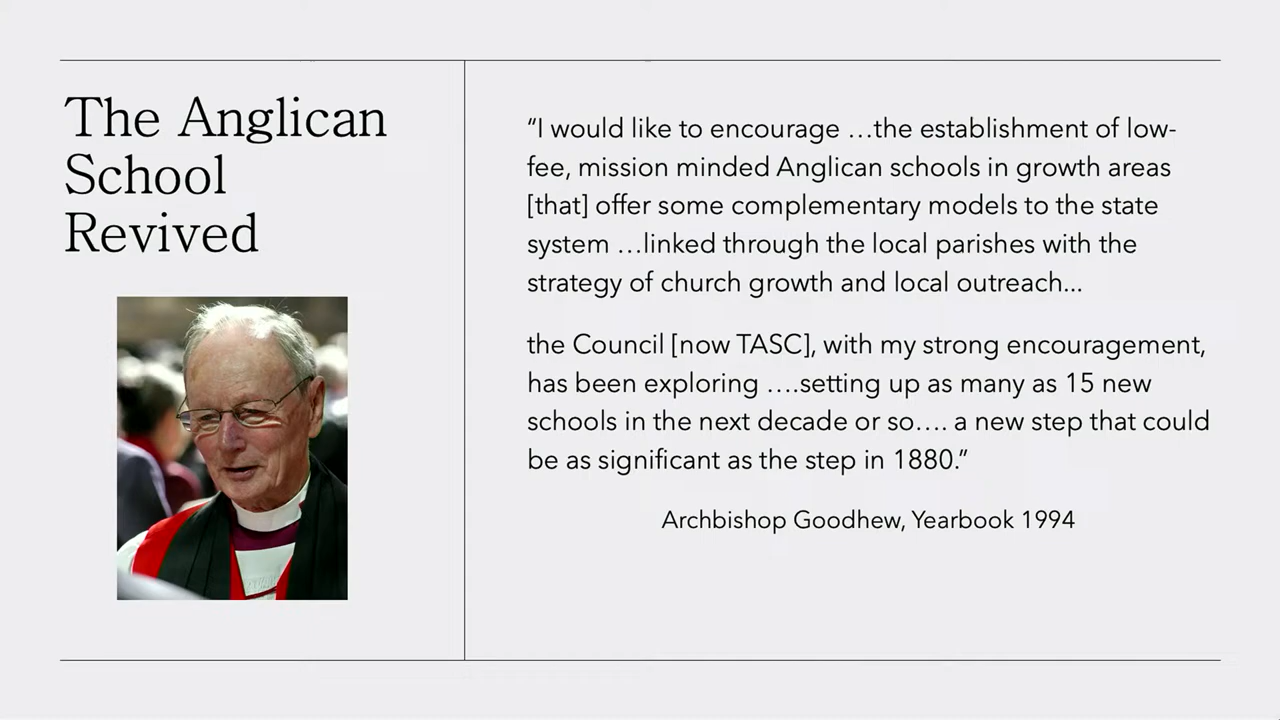 The Anglican
School
Revived
“I would like to encourage …the establishment of low-
fee, mission minded Anglican schools in growth areas
[that] offer some complementary models to the state
system …linked through the local parishes with the
strategy of church growth and local outreach...
the Council [now TASC], with my strong encouragement,
has been exploring ….setting up as many as 15 new
schools in the next decade or so…. a new step that could
be as significant as the step in 1880.”
Archbishop Goodhew, Yearbook 1994